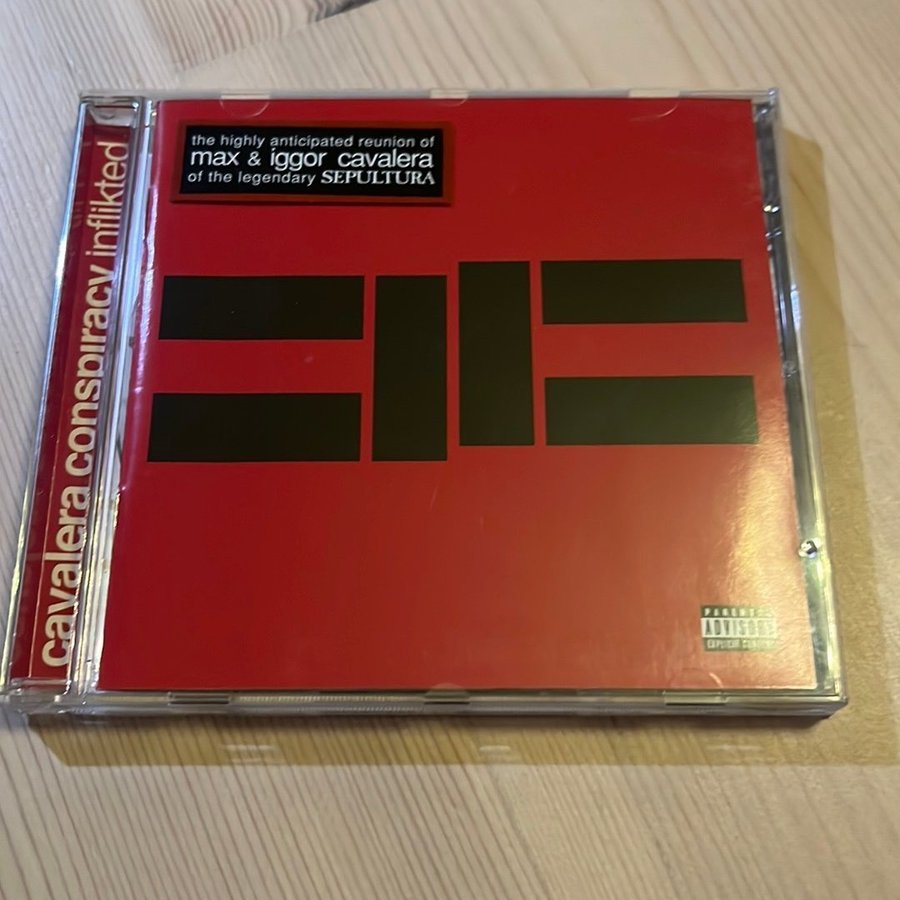 the highly anticipated reunion of
max & iggor cavalera
of the legendary SEPULTURA
cavalera conspiracy inflikted
PARENTAL
ADVISORY
EXPLICIT CONTENT